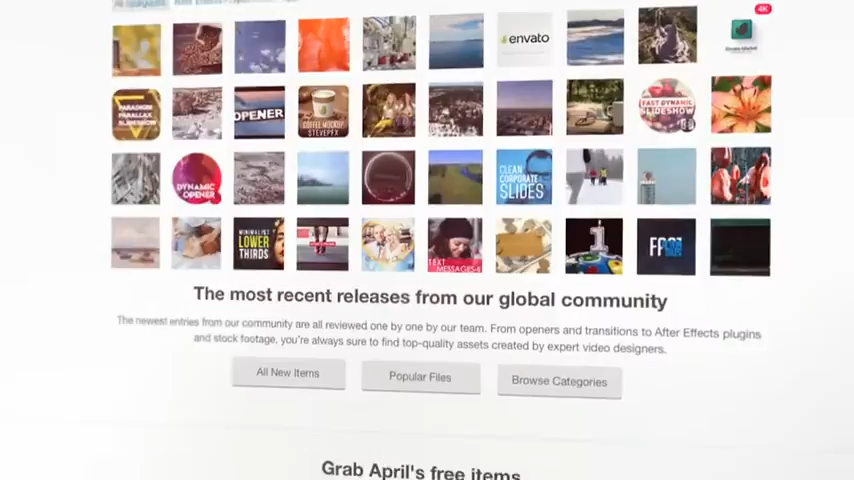 4K
envato
PARADIGM
PARALLAX
SLIDESHOW
OPENER
COFFEE MOCKUP
STEVEPFX
FAST DYNAMIC
SLIDESHOW
DYNAMIC
OPENER
CLEAN
CORPORATE
SLIDES
MINIMALIST
LOWER
THIRDS
TEXT
MESSAGES
1
The most recent releases from our global community
The newest entries from our community are all reviewed one by one by our team. From openers and transitions to After Effects plugins
and stock footage, you're always sure to find top-quality assets created by expert video designers.
All New Items
Popular Files
Browse Categories
Grab April's free items